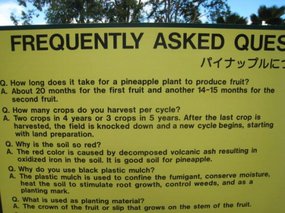 FREQUENTLY ASKED QUES
パイナップルにつ
Q. How long does it take for a pineapple plant to produce fruit?
A. About 20 months for the first fruit and another 14-15 months for the
second fruit.
Q. How many crops do you harvest per cycle?
A. Two crops in 4 years or 3 crops in 5 years. After the last crop is
harvested, the field is knocked down and a new cycle begins, starting
with land preparation.
Q. Why is the soil so red?
A. The red color is caused by decomposed volcanic ash resulting in
oxidized iron in the soil. It is good soil for pineapple.
Q. Why do you use black plastic mulch?
A. The plastic mulch is used to confine the fumigant, conserve moisture,
heat the soil to stimulate root growth, control weeds, and as a
planting mark.
Q. What is used as planting material?
A. The crown of the fruit or slip that grows on the stem of the fruit.